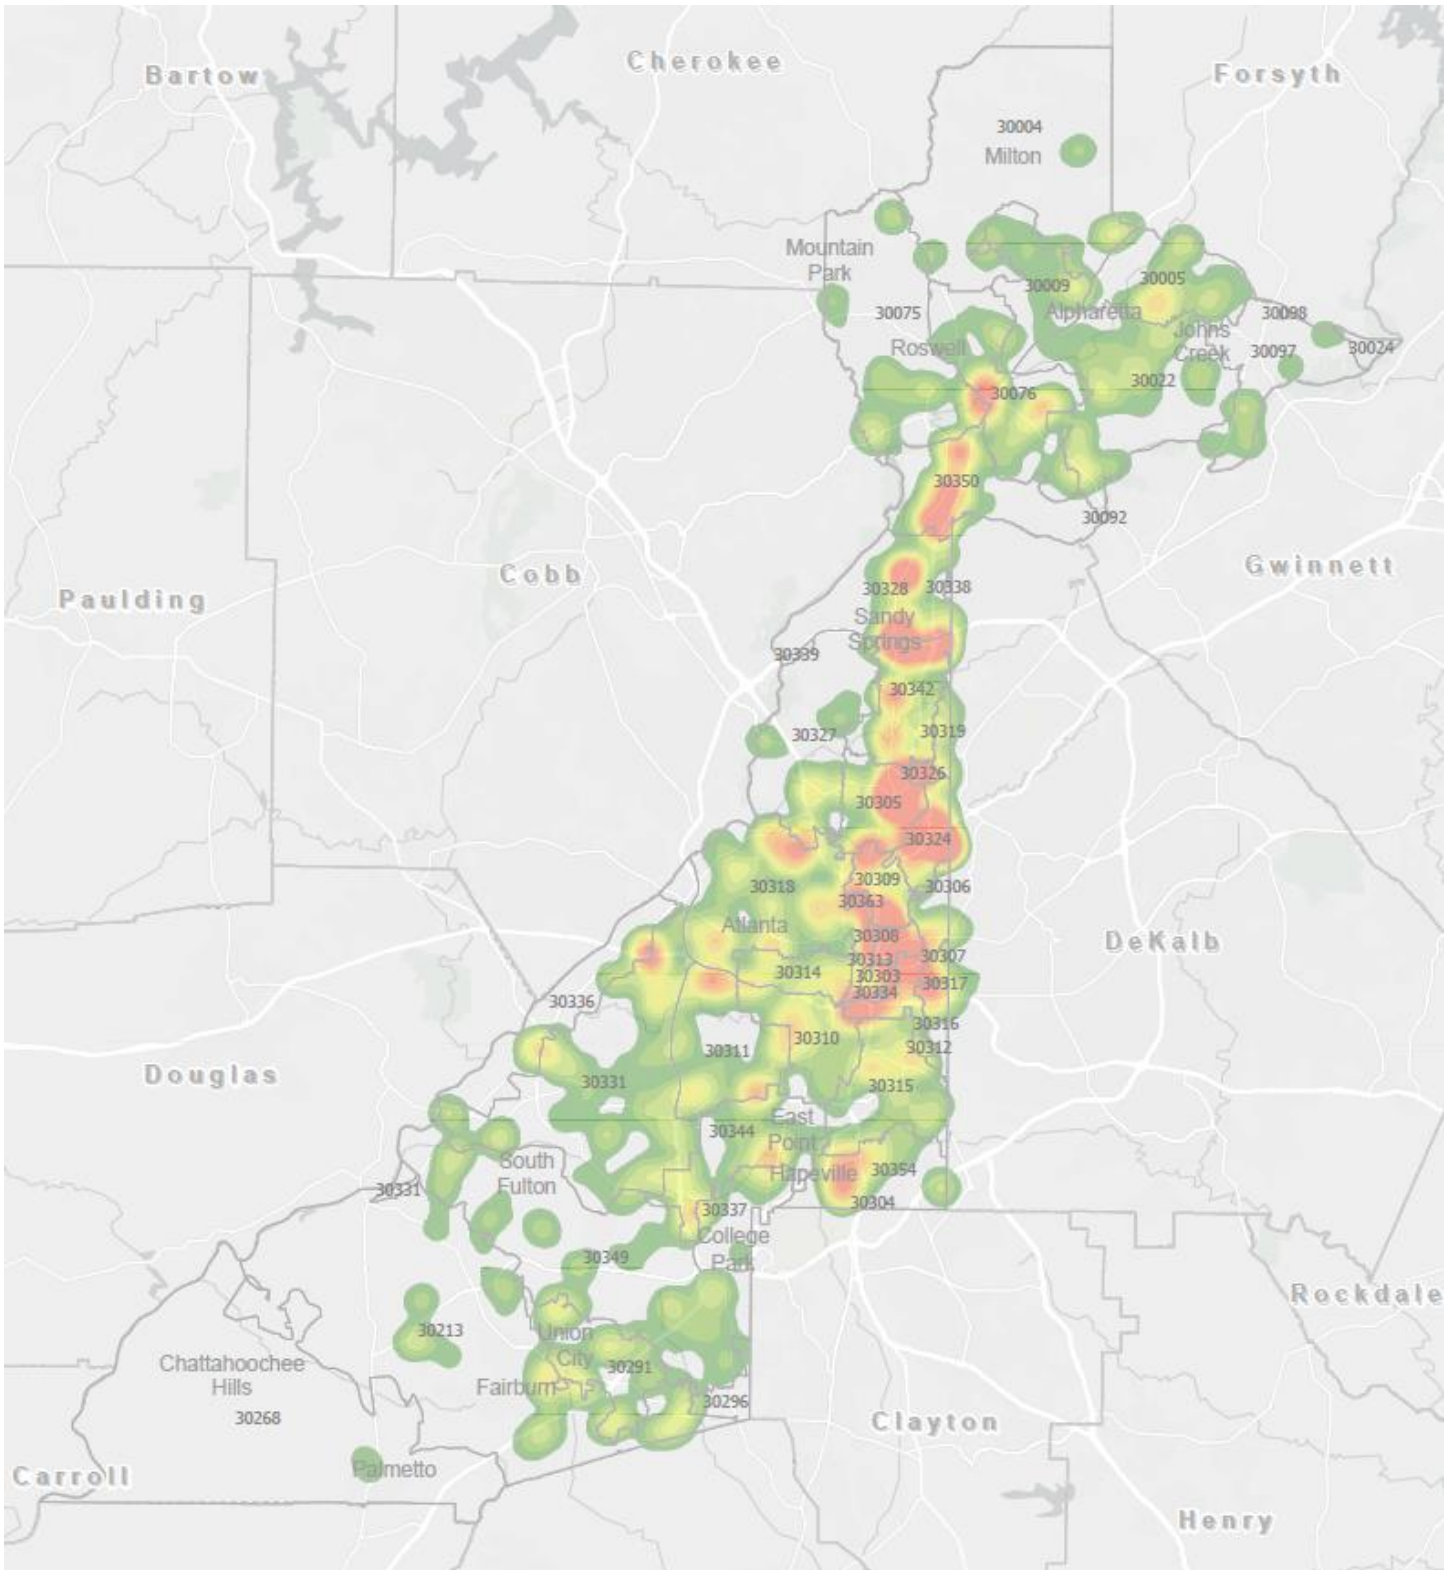 Cherokee
Bartow
Forsyth
30004
Milton
Mountain
Park
30009
30005
30075
Alpharetta
30098
Johns
Creek
Roswell
30097
30024
30022
30076
30350
30092
Gwinnett
Cobb
30328
30338
Paulding
Sandy
Springs
30339
30342
30327
30319
30326
30305
30324
30309
30318
30306
30363
Atlanta
30308
DeKalb
30307
30313
30314
30303
30317
30334
30336
30316
30310
30312
30311
Douglas
30331
30315
East
Point
30344
South
Fulton
Hapeville
30354
30331
30304
30337
College
Park
30349
Rockdale
30213
Union
City
Chattahoochee
Hills
30291
Fairburn
30296
30268
Clayton
Palmetto
Carroll
Henry